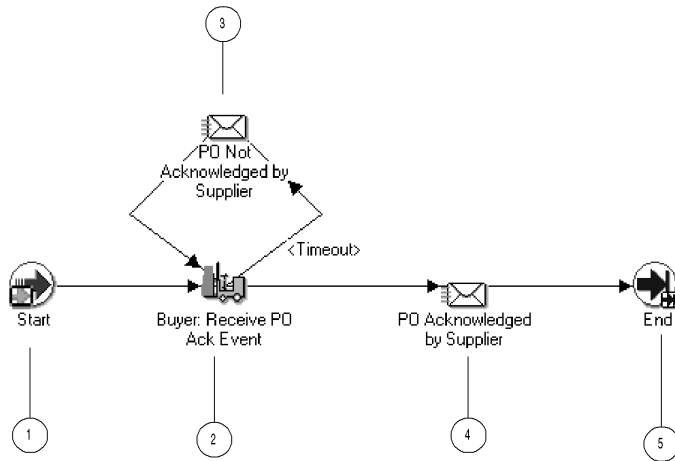 3
PO Not
Acknowledged by
Supplier
<Timeout>
Start
Buyer: Receive PO
Ack Event
PO Acknowledged
by Supplier
End
1
2
4
5